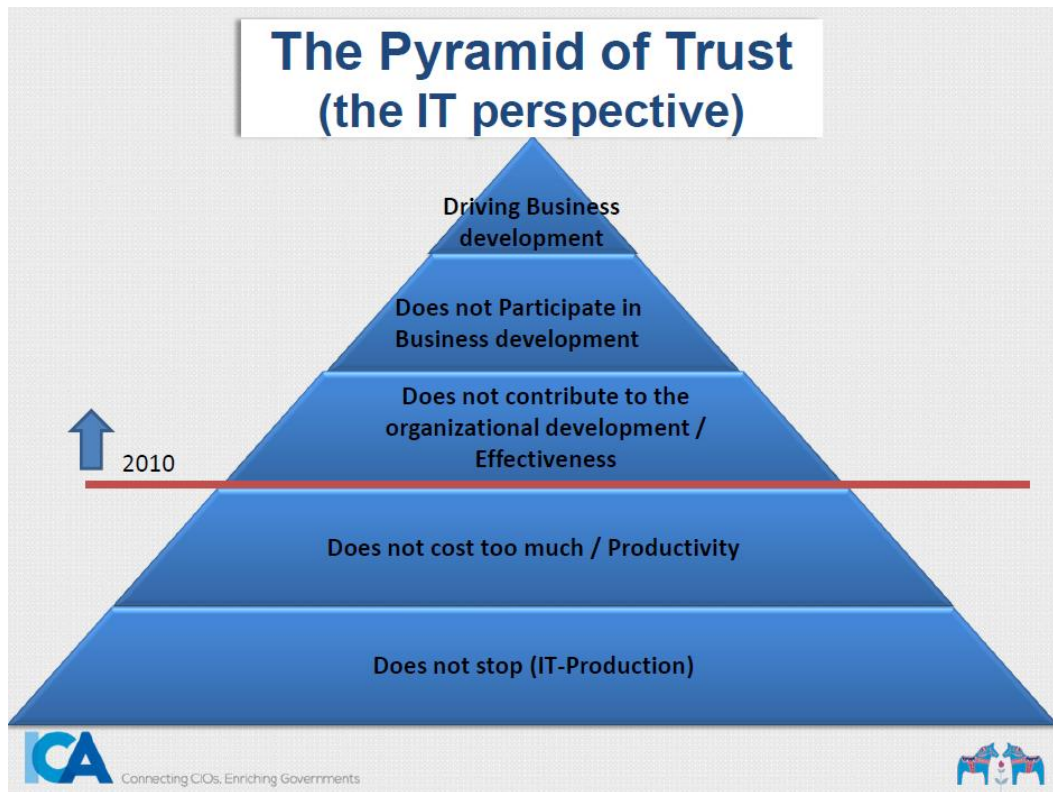 The Pyramid of Trust
(the IT perspective)
Driving Business
development
Does not Participate in
Business development
Does not contribute to the
organizational development /
Effectiveness
2010
Does not cost too much / Productivity
Does not stop (IT-Production)
ICA
Connecting CIOs, Enriching Governments